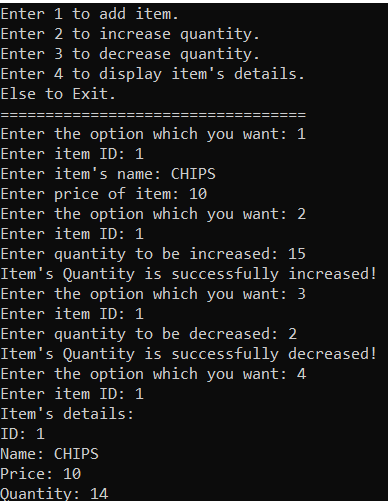 Enter 1 to add item.
Enter 2 to increase quantity.
Enter 3 to decrease quantity.
Enter 4 to display item's details.
Else to Exit.
==================================
Enter the option which you want: 1
Enter item ID: 1
Enter item's name: CHIPS
Enter price of item: 10
Enter the option which you want: 2
Enter item ID: 1
Enter quantity to be increased: 15
Item's Quantity is successfully increased!
Enter the option which you want: 3
Enter item ID: 1
Enter quantity to be decreased: 2
Item's Quantity is successfully decreased!
Enter the option which you want: 4
Enter item ID: 1
Item's details:
ID: 1
Name: CHIPS
Price: 10
Quantity: 14